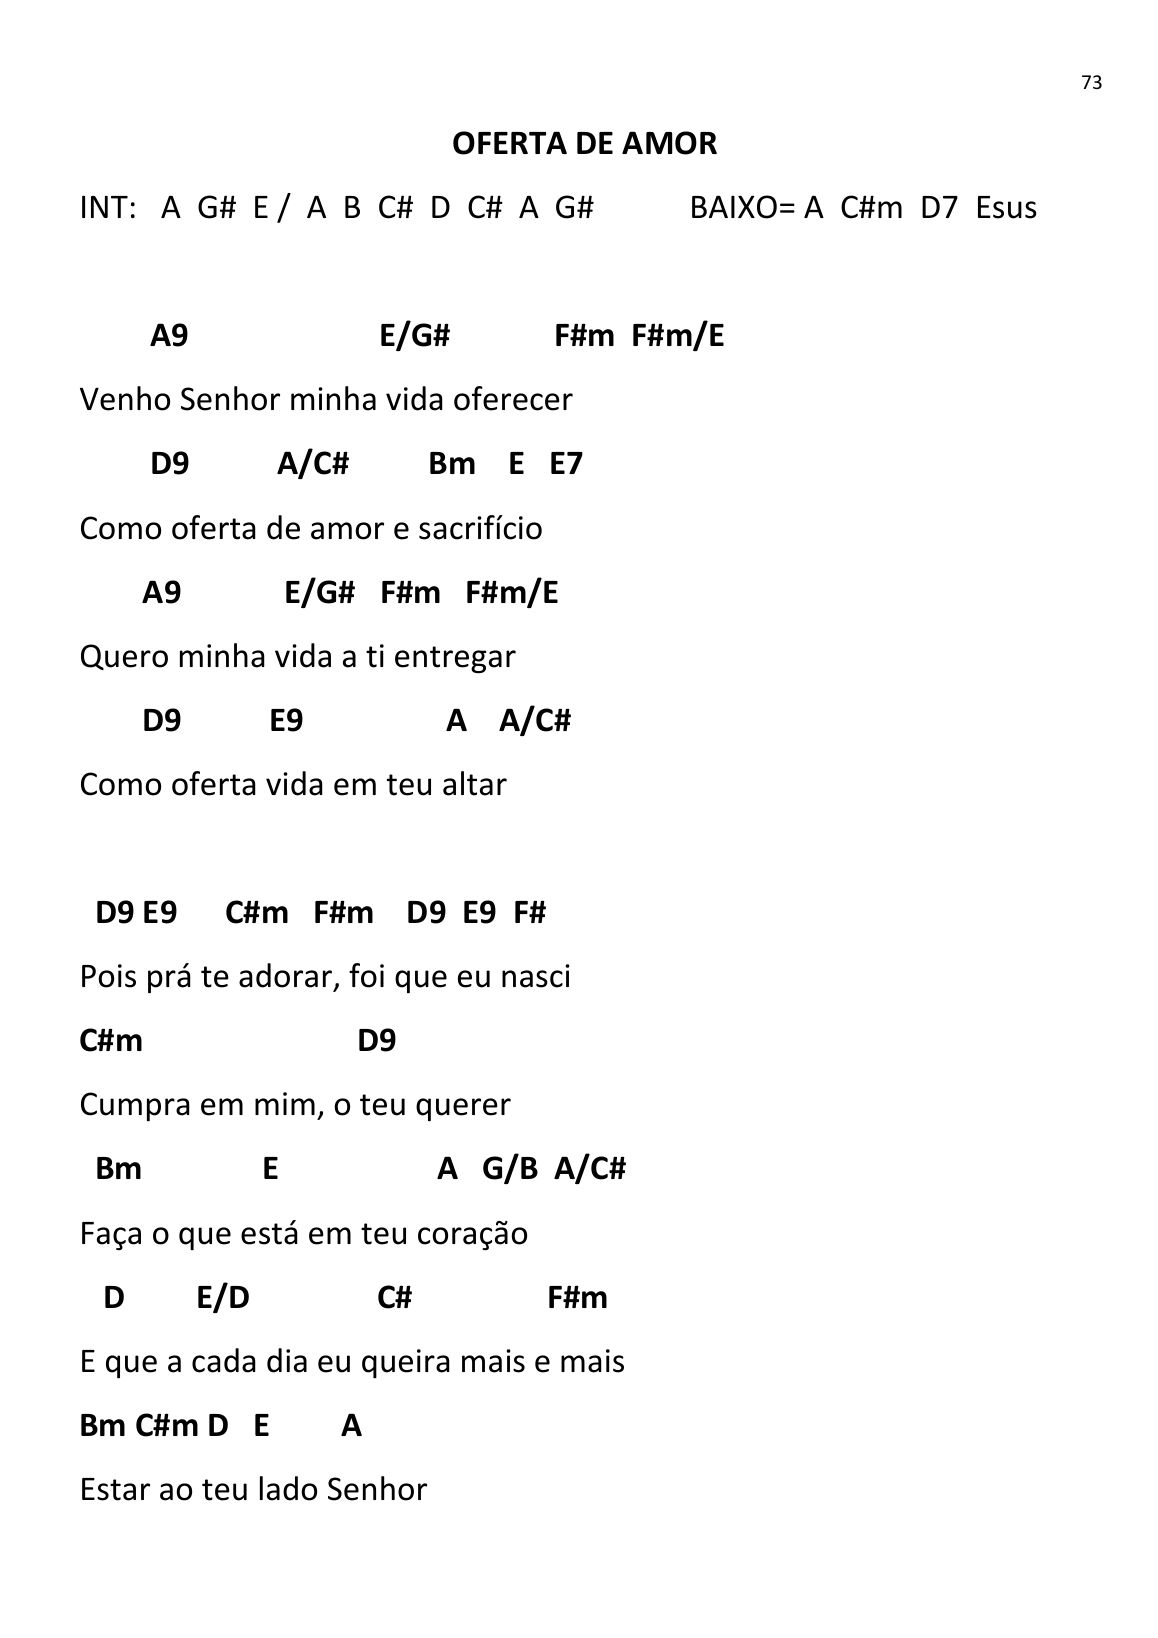 73
OFERTA DE AMOR
INT: A G# E / A B C# D C# A G# BAIXO= A C#m D7 Esus
A9 E/G# F#m F#m/E
Venho Senhor minha vida oferecer
D9 A/C# Bm E E7
Como oferta de amor e sacrifício
A9 E/G# F#m F#m/E
Quero minha vida a ti entregar
D9 E9 A A/C#
Como oferta vida em teu altar
D9 E9 C#m F#m D9 E9 F#
Pois prá te adorar, foi que eu nasci
C#m D9
Cumpra em mim, o teu querer
Bm E A G/B A/C#
Faça o que está em teu coração
D E/D C# F#m
E que a cada dia eu queira mais e mais
Bm C#m D E A
Estar ao teu lado Senhor